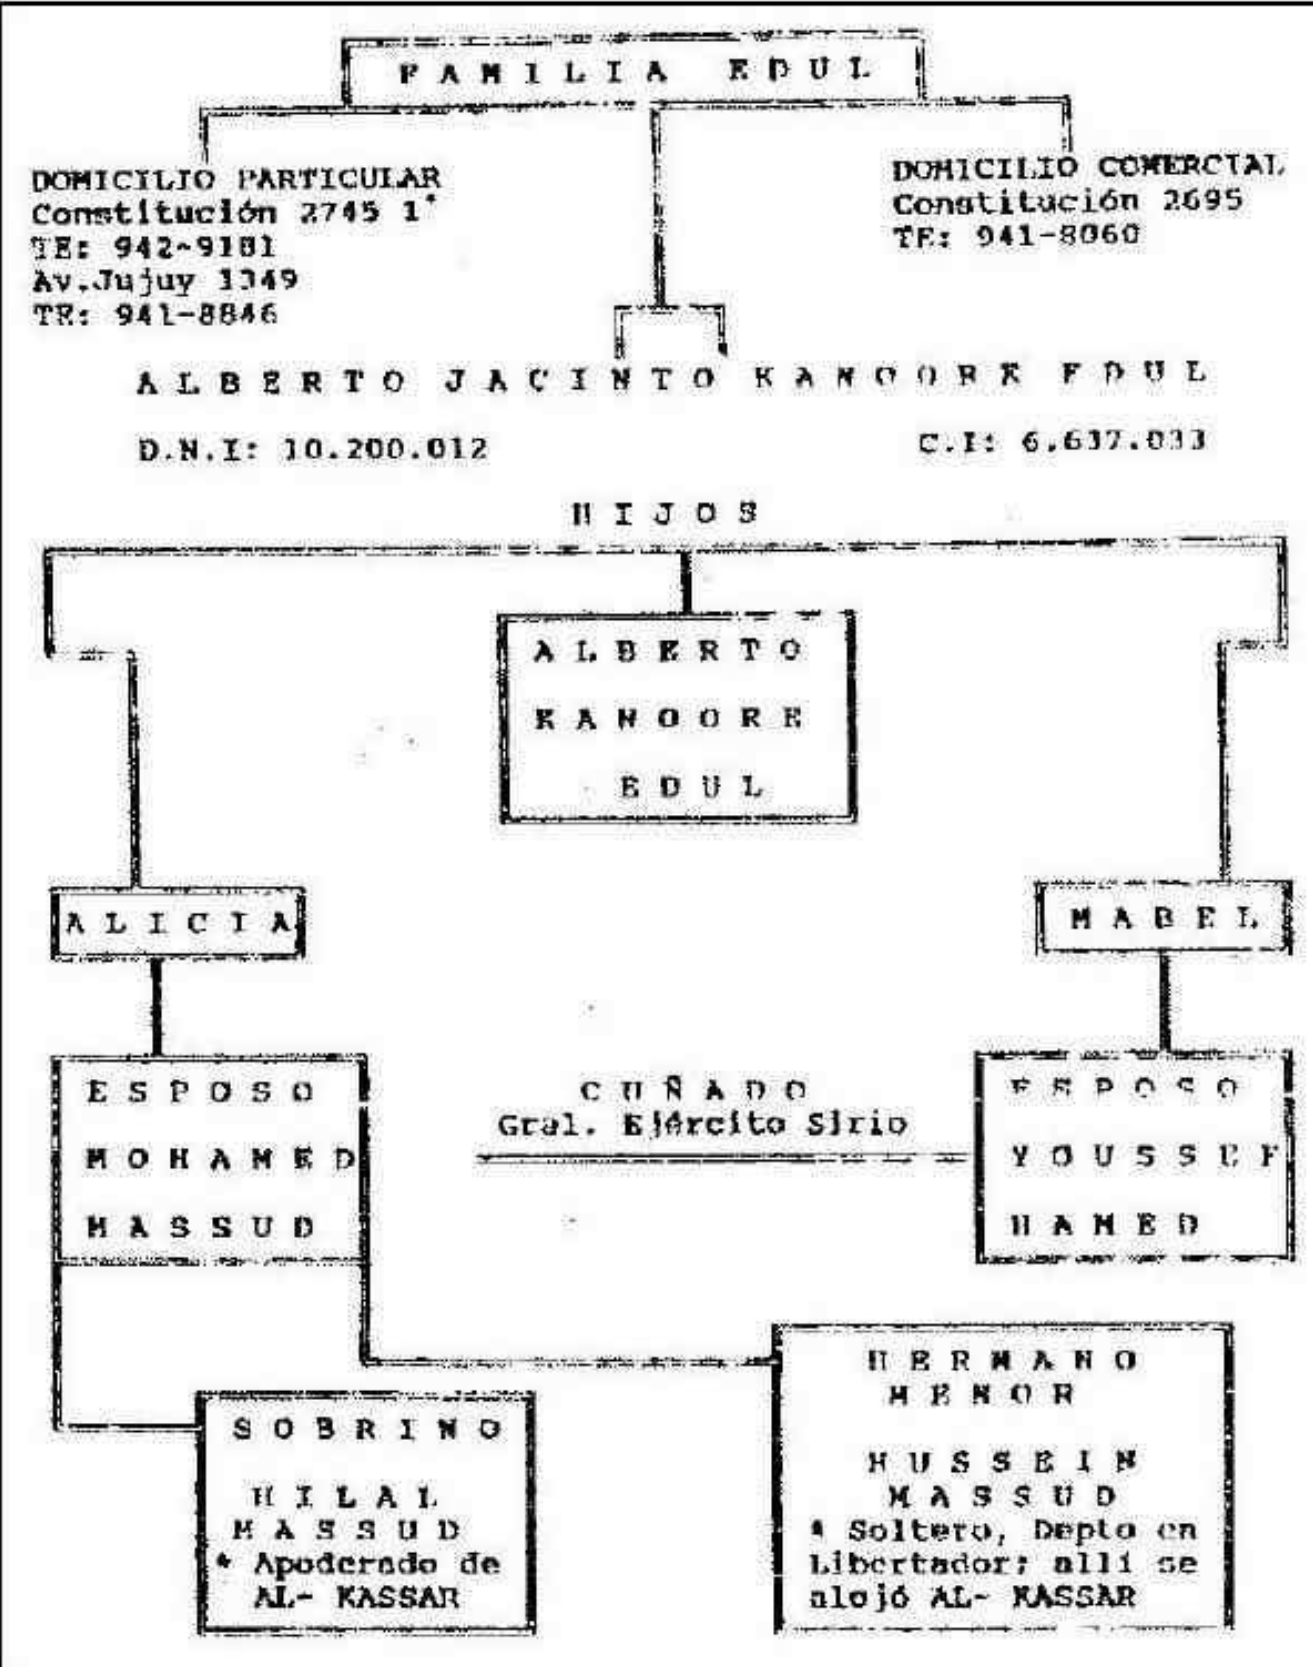 FAMILIA EDUL
DOMICILIO PARTICULAR
Constitución 2745 1°
TE: 942-9181
Av.Jujuy 1349
TE: 941-8846
DOMICILIO COMERCIAL
Constitución 2695
TE: 941-8060
ALBERTO JACINTO KANOORE EDUL
D.N.I: 10.200.012
C.I: 6.637.033
HIJOS
ALBERTO
KANOORE
EDUL
ALICIA
MABEL
ESPOSO
MOHAMED
MASSUD
CUÑADO
Gral. Ejército Sirio
ESPOSO
YOUSSEF
HAMED
SOBRINO
HILAL
MASSUD
* Apoderado de
AL- KASSAR
HERMANO
MENOR
HUSSEIN
MASSUD
* Soltero, Depto en
Libertador; allí se
alojó AL- KASSAR